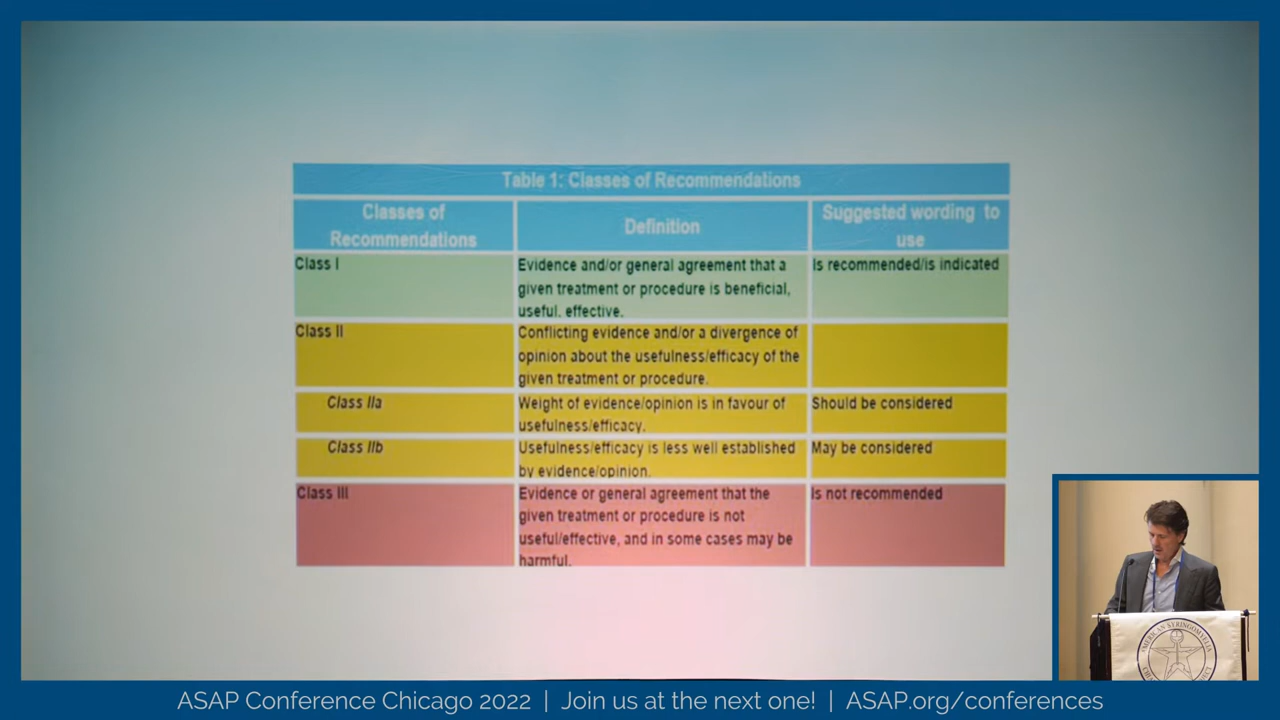 Table 1: Classes of Recommendations
Classes of
Recommendations
Definition
Suggested wording to
use
Class I
Evidence and/or general agreement that a
given treatment or procedure is beneficial,
useful, effective.
Is recommended/is indicated
Class II
Conflicting evidence and/or a divergence of
opinion about the usefulness/efficacy of the
given treatment or procedure.
Class IIa
Weight of evidence/opinion is in favour of
usefulness/efficacy.
Should be considered
Class IIb
Usefulness/efficacy is less well established
by evidence/opinion.
May be considered
Class III
Evidence or general agreement that the
given treatment or procedure is not
useful/effective, and in some cases may be
harmful.
Is not recommended
AMERICAN SYRINGOMYELIA
ASAP Conference Chicago 2022 | Join us at the next one! | ASAP.org/conferences